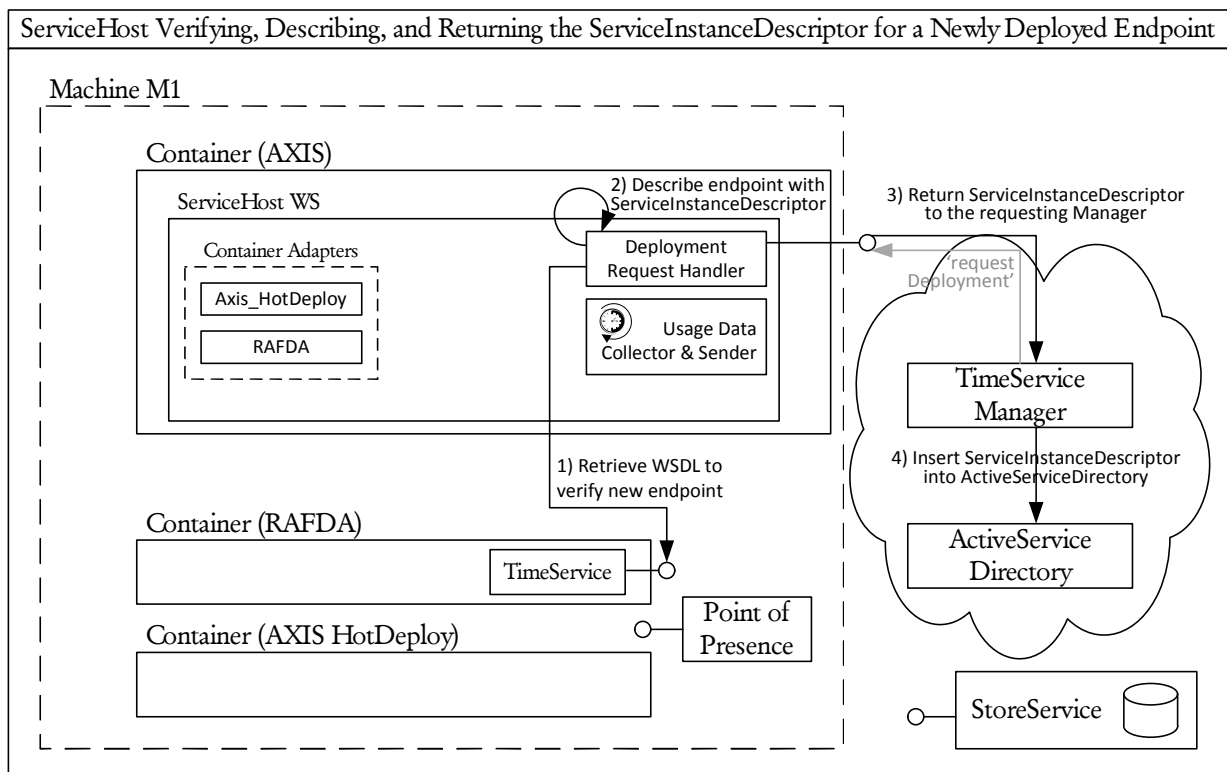 ServiceHost Verifying, Describing, and Returning the ServiceInstanceDescriptor for a Newly Deployed Endpoint
Machine M1
Container (AXIS)
ServiceHost WS
2) Describe endpoint with
ServiceInstanceDescriptor
3) Return ServiceInstanceDescriptor
to the requesting Manager
Container Adapters
Axis_HotDeploy
RAFDA
Deployment
Request Handler
'request
Deployment'
Usage Data
Collector & Sender
TimeService
Manager
1) Retrieve WSDL to
verify new endpoint
4) Insert ServiceInstanceDescriptor
into ActiveServiceDirectory
Container (RAFDA)
TimeService
ActiveService
Directory
Container (AXIS HotDeploy)
Point of
Presence
StoreService